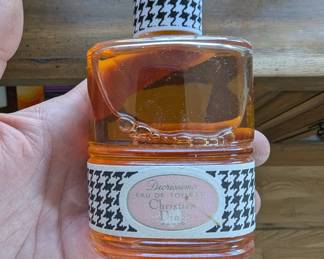 Diorissimo
EAU DE TOILETTE
Christian
Dior